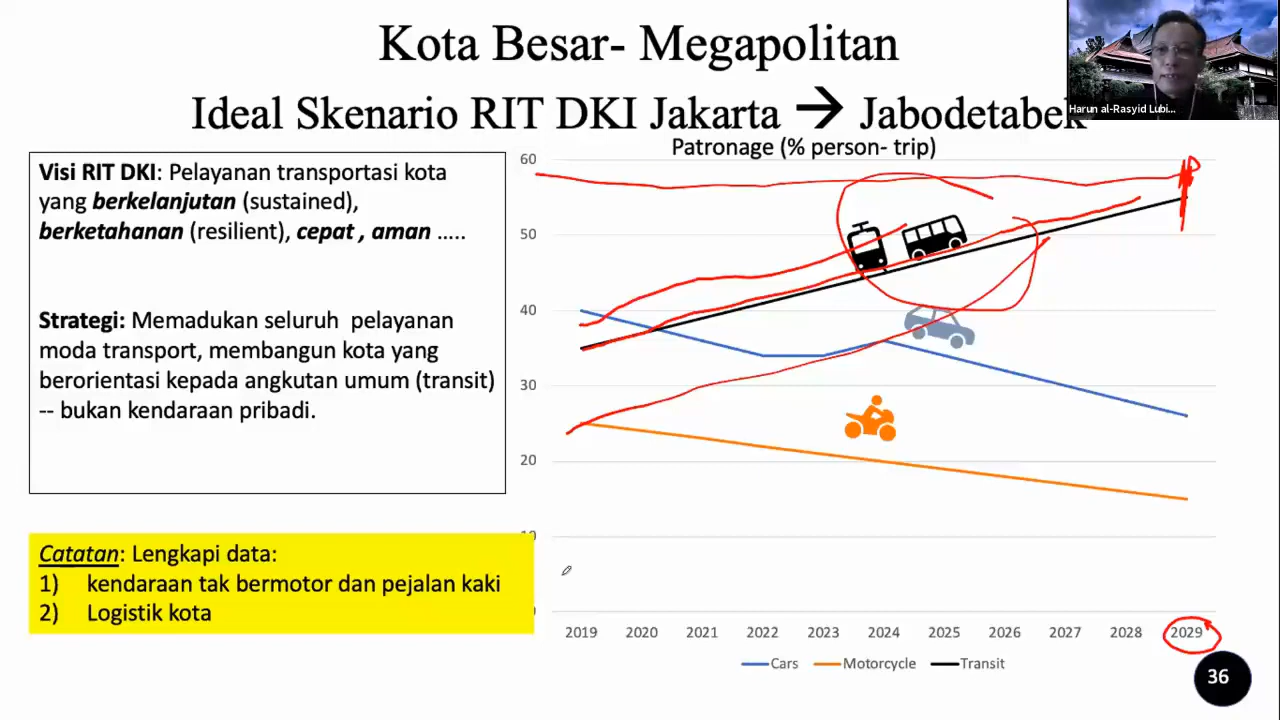 Kota Besar- Megapolitan
Ideal Skenario RIT DKI Jakarta → Jabodetabek
Harun al-Rasyid Lubi...
Visi RIT DKI: Pelayanan transportasi kota
yang berkelanjutan (sustained),
berketahanan (resilient), cepat , aman .....
Strategi: Memadukan seluruh pelayanan
moda transport, membangun kota yang
berorientasi kepada angkutan umum (transit)
-- bukan kendaraan pribadi.
Catatan: Lengkapi data:
1) kendaraan tak bermotor dan pejalan kaki
2) Logistik kota
Patronage (% person- trip)
60
50
40
30
20
2019 2020 2021 2022 2023 2024 2025 2026 2027 2028 2029
Cars Motorcycle Transit
36